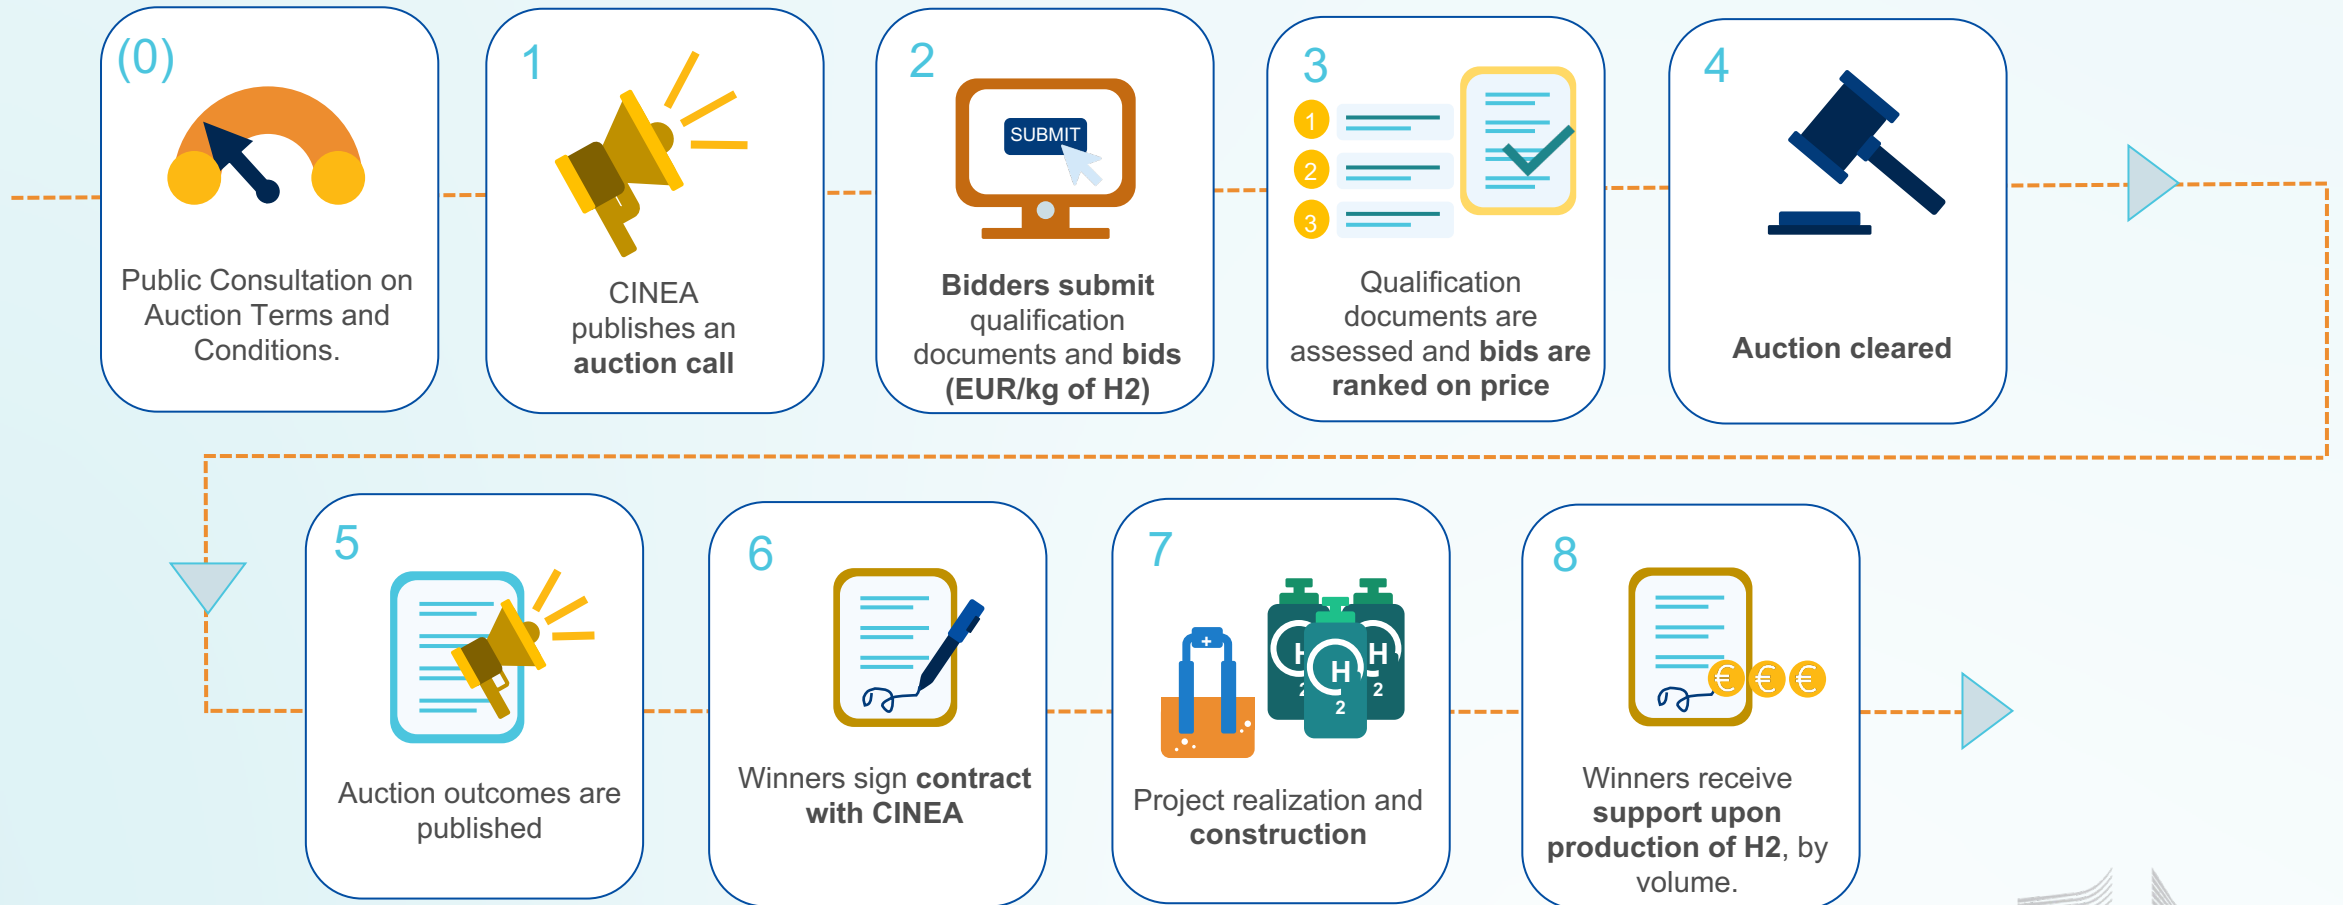 (0)
Public Consultation on
Auction Terms and
Conditions.
1
CINEA
publishes an
auction call
2
SUBMIT
Bidders submit
qualification
documents and bids
(EUR/kg of H2)
3
1
2
3
Qualification
documents are
assessed and bids are
ranked on price
4
Auction cleared
5
Auction outcomes are
published
6
Winners sign contract
with CINEA
7
+
H
2
H
2
H
2
Project realization and
construction
8
€ € €
Winners receive
support upon
production of H2, by
volume.